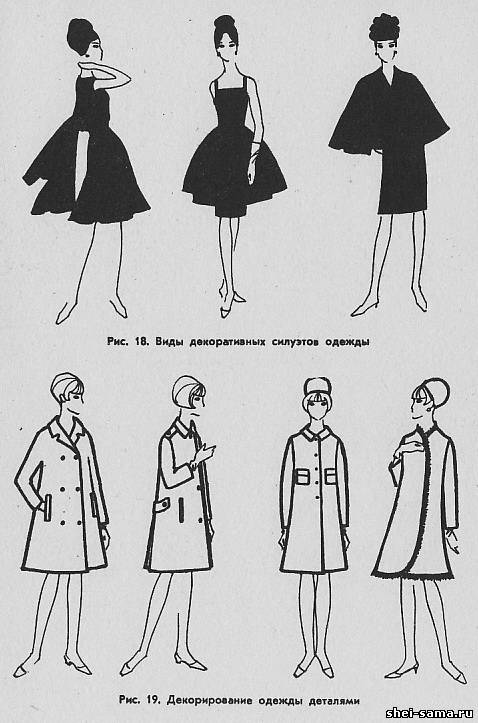 Рис. 18. Виды декоративных силуэтов одежды
Рис. 19. Декорирование одежды деталями
shei-sama.ru